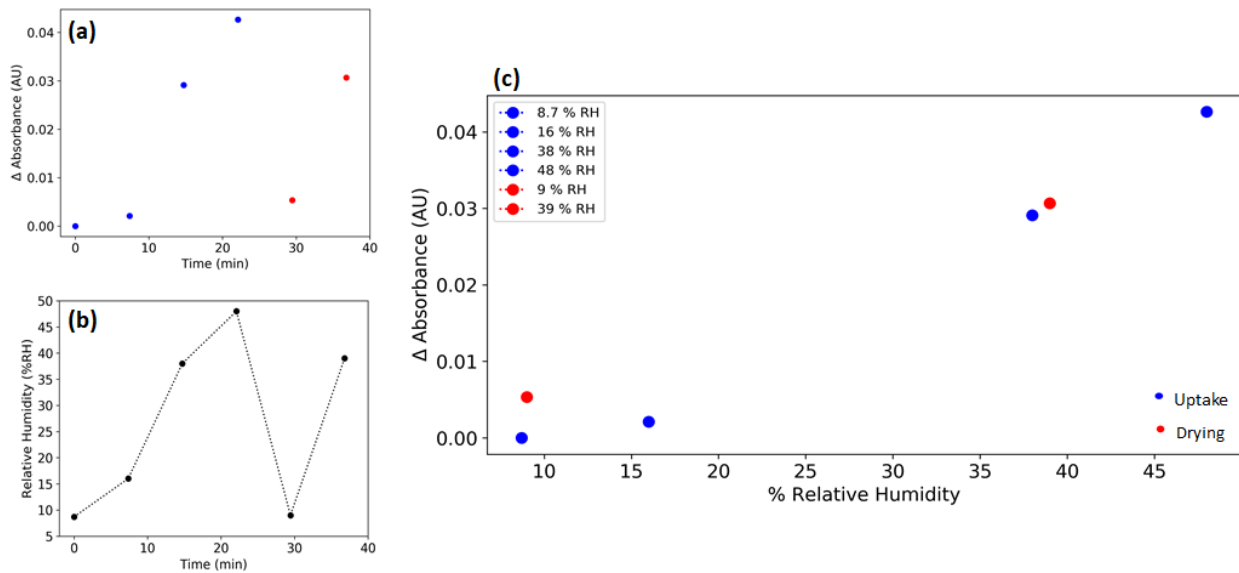 (a)
Δ Absorbance (AU)
0.04
0.03
0.02
0.01
0.00
0 10 20 30 40
Time (min)
(b)
Relative Humidity (%RH)
50
45
40
35
30
25
20
15
10
5
0 10 20 30 40
Time (min)
(c)
8.7 % RH
16 % RH
38 % RH
48 % RH
9 % RH
39 % RH
Δ Absorbance (AU)
0.04
0.03
0.02
0.01
0.00
Uptake
Drying
10 15 20 25 30 35 40 45
% Relative Humidity